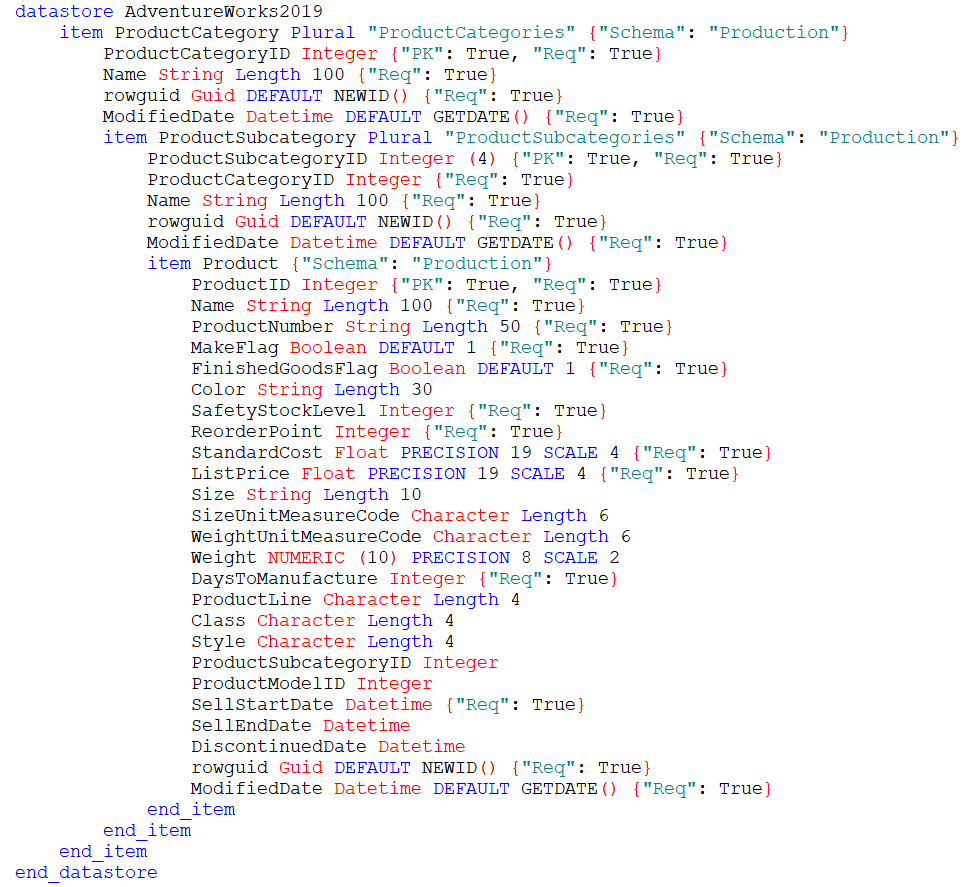 datastore AdventureWorks2019
item ProductCategory Plural "ProductCategories" {"Schema": "Production"}
ProductCategoryID Integer {"PK": True, "Req": True}
Name String Length 100 {"Req": True}
rowguid Guid DEFAULT NEWID() {"Req": True}
ModifiedDate Datetime DEFAULT GETDATE() {"Req": True}
item ProductSubcategory Plural "ProductSubcategories" {"Schema": "Production"}
ProductSubcategoryID Integer (4) {"PK": True, "Req": True}
ProductCategoryID Integer {"Req": True}
Name String Length 100 {"Req": True}
rowguid Guid DEFAULT NEWID() {"Req": True}
ModifiedDate Datetime DEFAULT GETDATE() {"Req": True}
item Product {"Schema": "Production"}
ProductID Integer {"PK": True, "Req": True}
Name String Length 100 {"Req": True}
ProductNumber String Length 50 {"Req": True}
MakeFlag Boolean DEFAULT 1 {"Req": True}
FinishedGoodsFlag Boolean DEFAULT 1 {"Req": True}
Color String Length 30
SafetyStockLevel Integer {"Req": True}
ReorderPoint Integer {"Req": True}
StandardCost Float PRECISION 19 SCALE 4 {"Req": True}
ListPrice Float PRECISION 19 SCALE 4 {"Req": True}
Size String Length 10
SizeUnitMeasureCode Character Length 6
WeightUnitMeasureCode Character Length 6
Weight NUMERIC (10) PRECISION 8 SCALE 2
DaysToManufacture Integer {"Req": True}
ProductLine Character Length 4
Class Character Length 4
Style Character Length 4
ProductSubcategoryID Integer
ProductModelID Integer
SellStartDate Datetime {"Req": True}
SellEndDate Datetime
DiscontinuedDate Datetime
rowguid Guid DEFAULT NEWID() {"Req": True}
ModifiedDate Datetime DEFAULT GETDATE() {"Req": True}
end_item
end_item
end_item
end_datastore